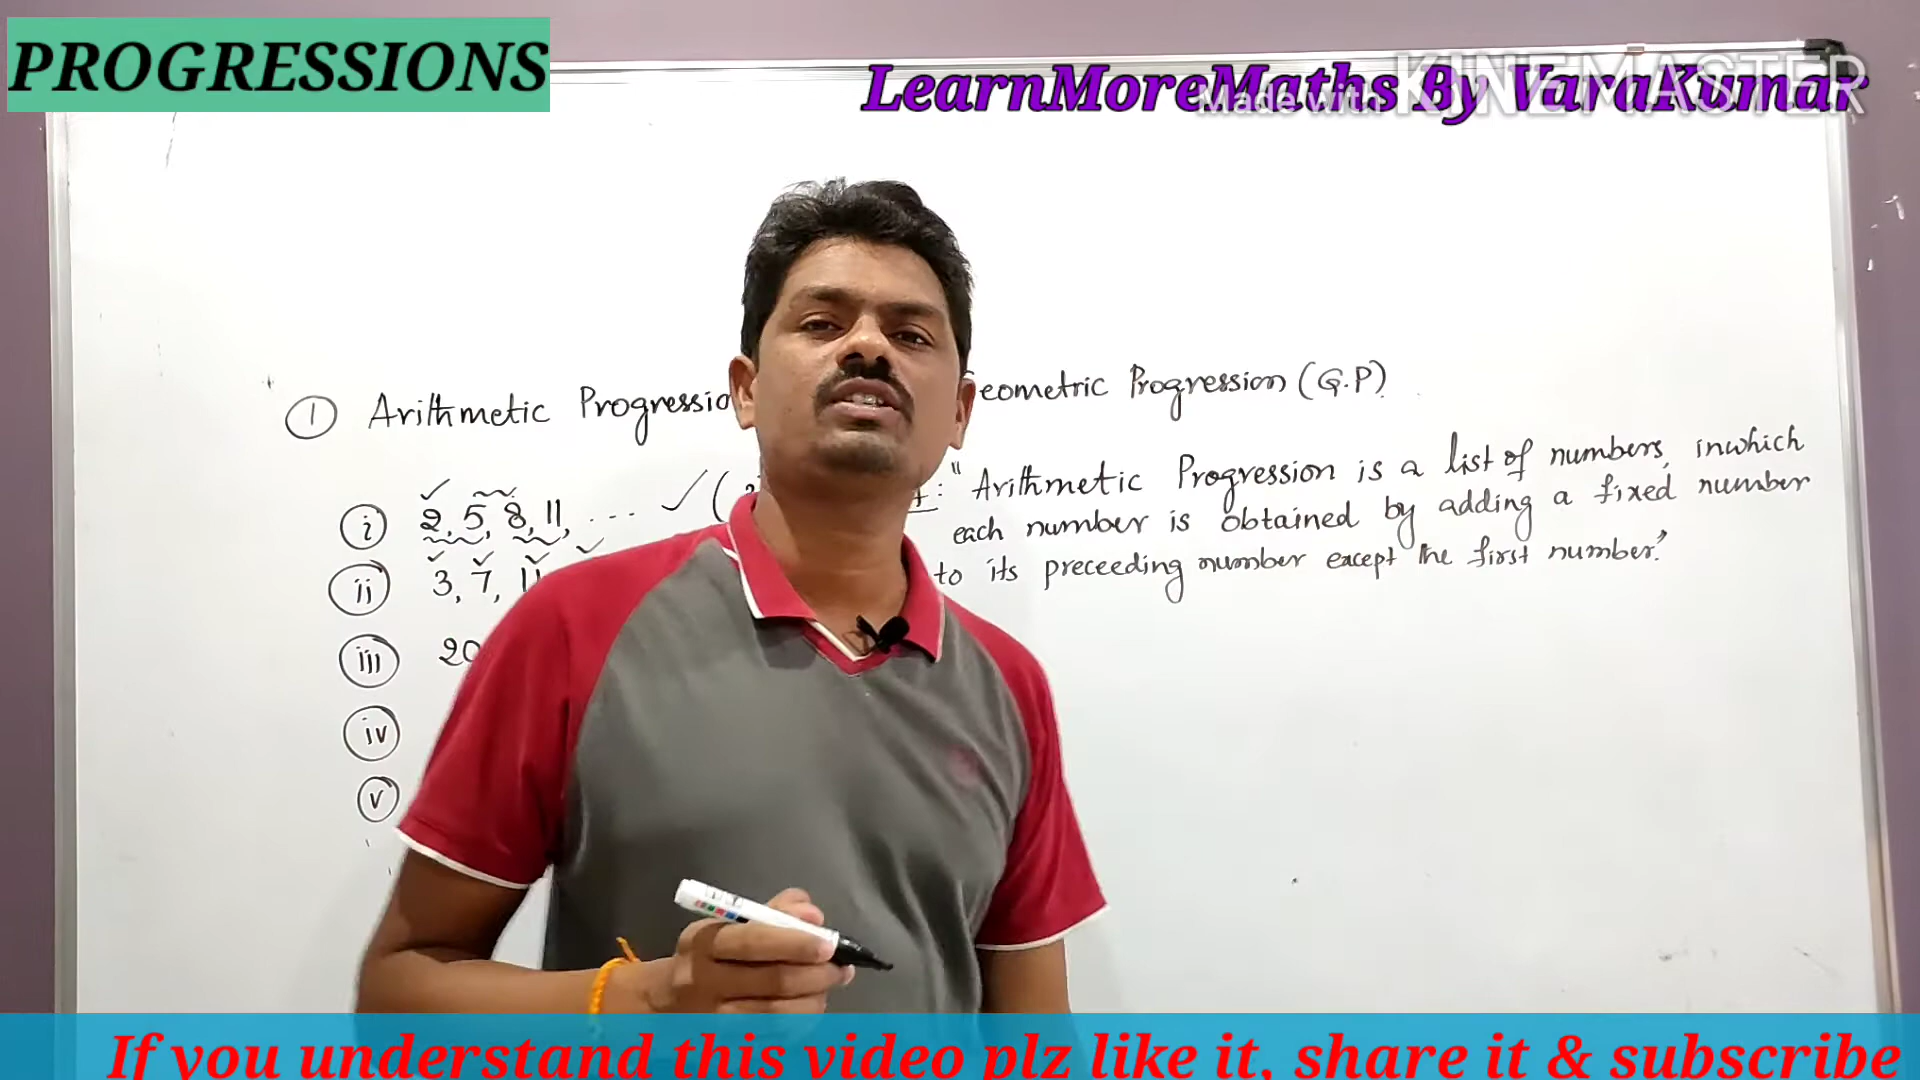 PROGRESSIONS
LearnMoreMaths By VaraKumar
Made with KINEMASTER
① Arithmetic Progressio
eometric Progression (G.P)
(i) 2, 5, 8, 11, ... ✓ (
: "Arithmetic Progression is a list of numbers, inwhich
each number is obtained by adding a fixed number
to its preceeding number except the first number."
(ii) 3, 7, 11
(iii) 20
(iv)
(v)
If you understand this video plz like it, share it & subscribe